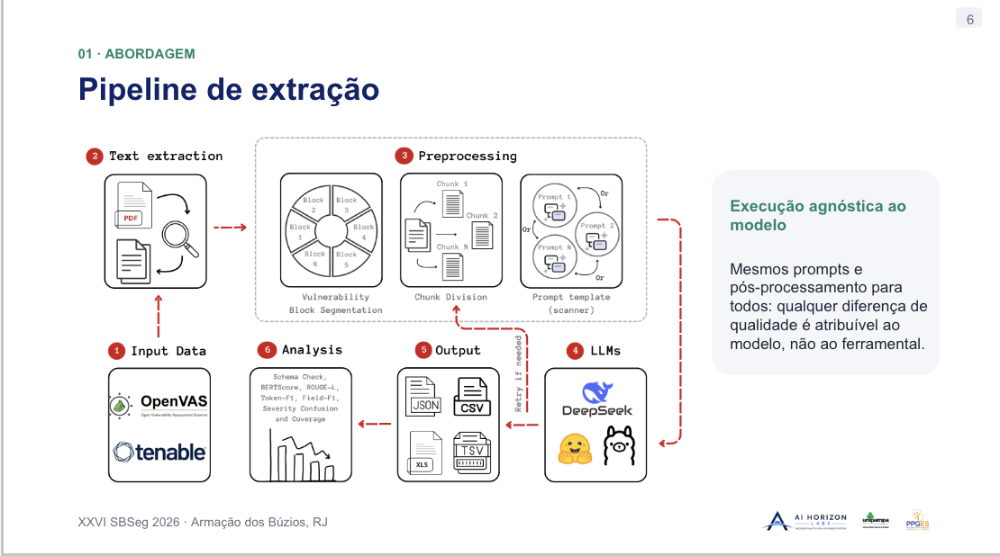 6
01 · ABORDAGEM
Pipeline de extração
2 Text extraction
PDF
3 Preprocessing
Block 1
Block 2
Block 3
Block 4
Block 5
Block N
Vulnerability
Block Segmentation
Chunk 1
Chunk 2
Chunk N
Chunk Division
Prompt 1
Or
Prompt 2
Or
Prompt N
Or
Prompt template
(scanner)
1 Input Data
OpenVAS
Open Vulnerability Assessment Scanner
tenable
6 Analysis
Schema Check,
BERTScore, ROUGE-L,
Token-F1, Field-F1,
Severity Confusion
and Coverage
5 Output
JSON
CSV
XLS
TSV
Retry if needed
4 LLMs
DeepSeek
Execução agnóstica ao
modelo
Mesmos prompts e
pós-processamento para
todos: qualquer diferença de
qualidade é atribuível ao
modelo, não ao ferramental.
XXVI SBSeg 2026 · Armação dos Búzios, RJ
AI HORIZON
LABS
unipampa
PPGES